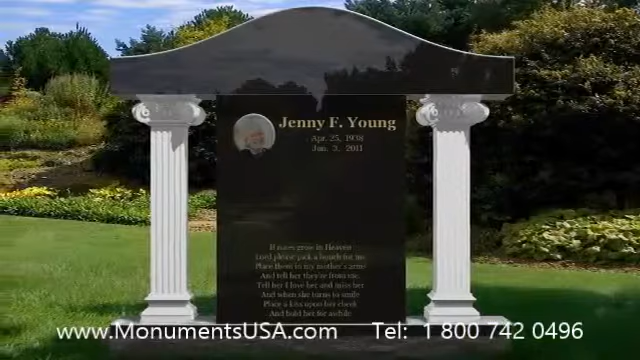 Jenny F. Young
Apr. 25, 1938
Jan. 3, 2011
If roses grow in Heaven
Lord please pick a bunch for me
Place them in my mother's arms
And tell her they're from me
Tell her I love her and miss her
And when she turns to smile
Place a kiss upon her cheek
And hold her for awhile
www.MonumentsUSA.com Tel: 1 800 742 0496